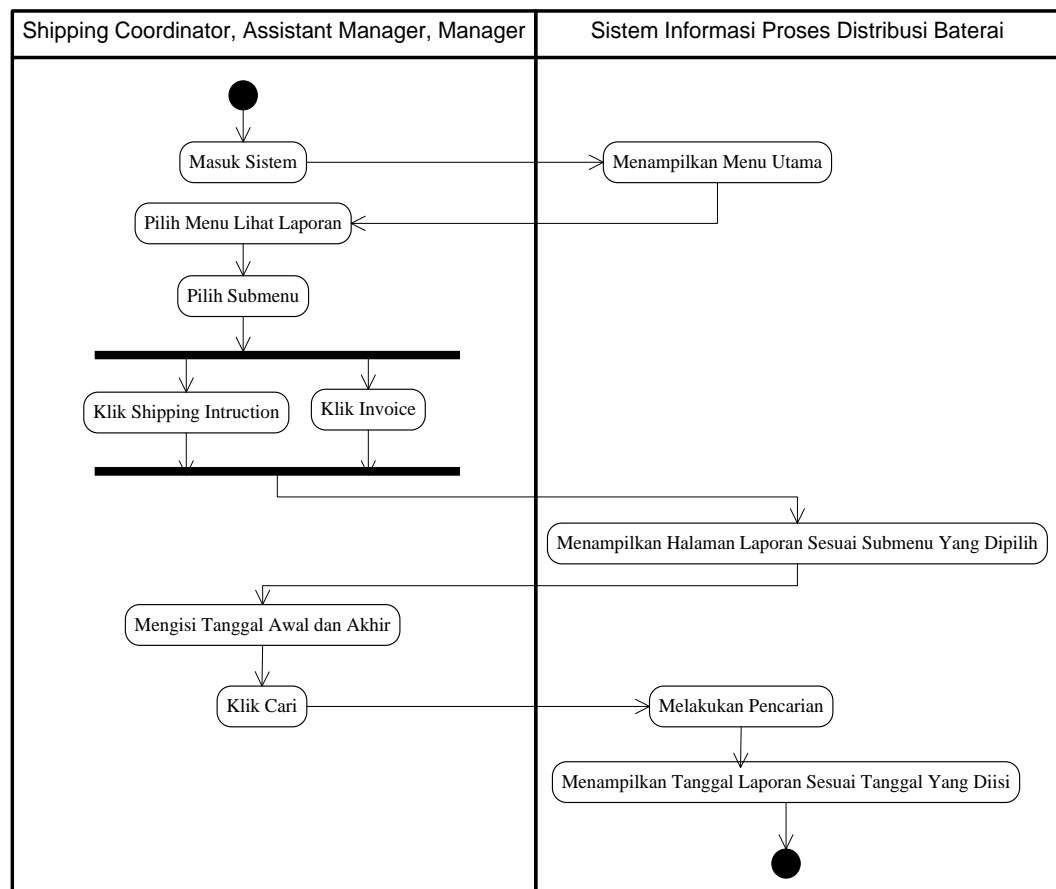 Shipping Coordinator, Assistant Manager, Manager
Sistem Informasi Proses Distribusi Baterai
Masuk Sistem
Menampilkan Menu Utama
Pilih Menu Lihat Laporan
Pilih Submenu
Klik Shipping Intruction
Klik Invoice
Menampilkan Halaman Laporan Sesuai Submenu Yang Dipilih
Mengisi Tanggal Awal dan Akhir
Klik Cari
Melakukan Pencarian
Menampilkan Tanggal Laporan Sesuai Tanggal Yang Diisi